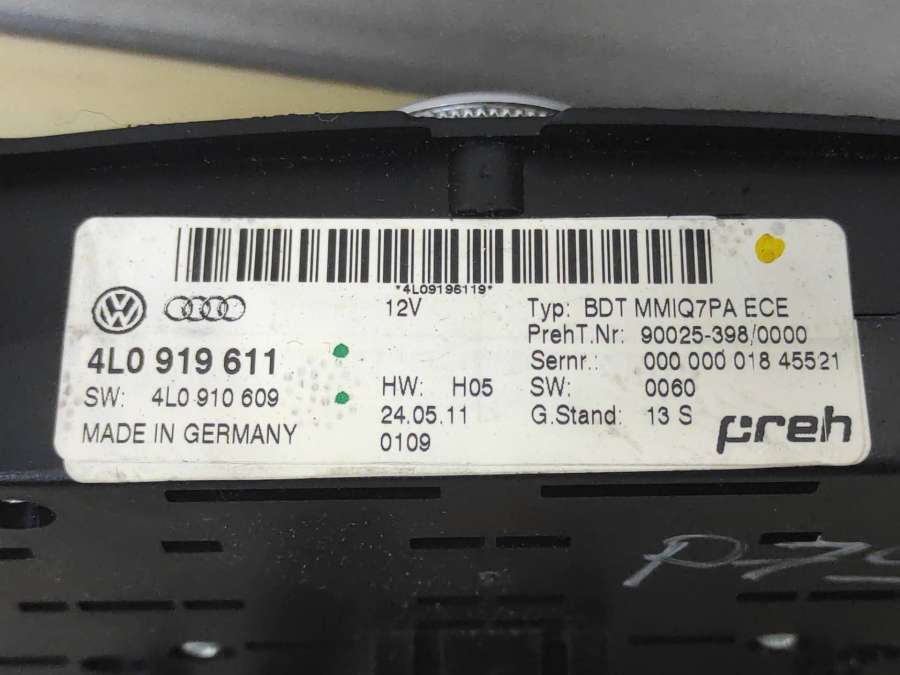 *4L09196119*
12V
Typ: BDT MMIQ7PA ECE
PrehT.Nr: 90025-398/0000
4L0 919 611
Sernr.: 000 000 018 45521
SW: 4L0 910 609
HW: H05
SW: 0060
24.05.11
G.Stand: 13 S
MADE IN GERMANY
0109
preh